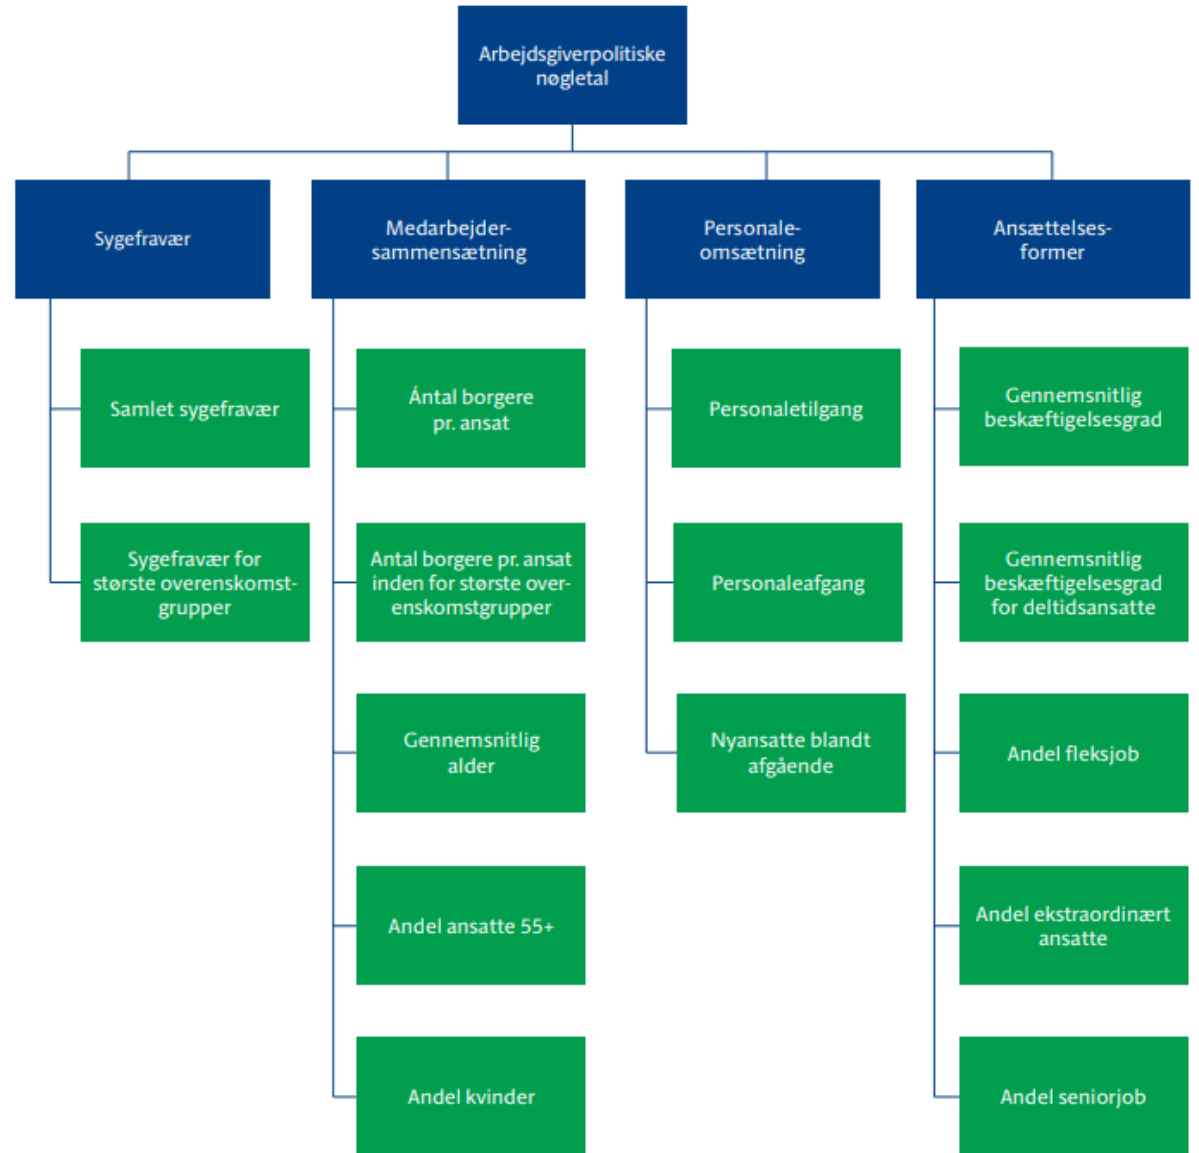 Arbejdsgiverpolitiske
nøgletal
Sygefravær
Medarbejder-
sammensætning
Personale-
omsætning
Ansættelses-
former
Samlet sygefravær
Sygefravær for
største overenskomst-
grupper
Ántal borgere
pr. ansat
Antal borgere pr. ansat
inden for største over-
enskomstgrupper
Gennemsnitlig
alder
Andel ansatte 55+
Andel kvinder
Personaletilgang
Personaleafgang
Nyansatte blandt
afgående
Gennemsnitlig
beskæftigelsesgrad
Gennemsnitlig
beskæftigelsesgrad
for deltidsansatte
Andel fleksjob
Andel ekstraordinært
ansatte
Andel seniorjob